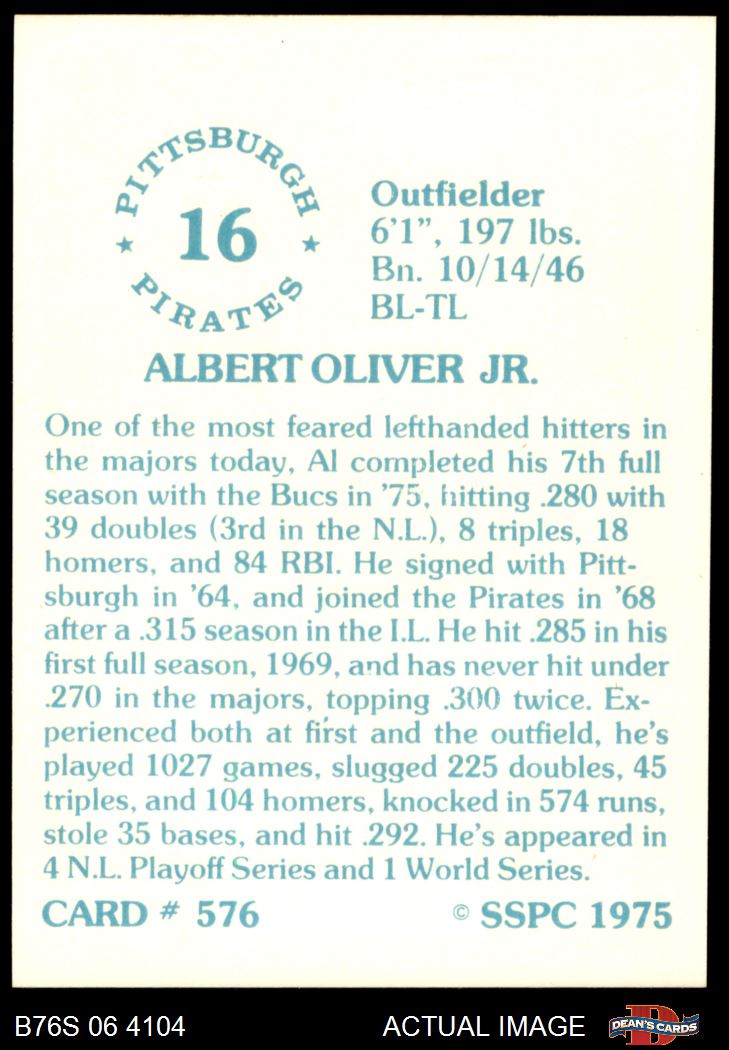 PITTSBURGH
16
PIRATES
Outfielder
6'1", 197 lbs.
Bn. 10/14/46
BL-TL
ALBERT OLIVER JR.
One of the most feared lefthanded hitters in
the majors today, Al completed his 7th full
season with the Bucs in '75, hitting .280 with
39 doubles (3rd in the N.L.), 8 triples, 18
homers, and 84 RBI. He signed with Pitt-
sburgh in '64, and joined the Pirates in '68
after a .315 season in the I.L. He hit .285 in his
first full season, 1969, and has never hit under
.270 in the majors, topping .300 twice. Ex-
perienced both at first and the outfield, he's
played 1027 games, slugged 225 doubles, 45
triples, and 104 homers, knocked in 574 runs,
stole 35 bases, and hit .292. He's appeared in
4 N.L. Playoff Series and 1 World Series.
CARD # 576 © SSPC 1975
B76S 06 4104 ACTUAL IMAGE D DEAN'S CARDS